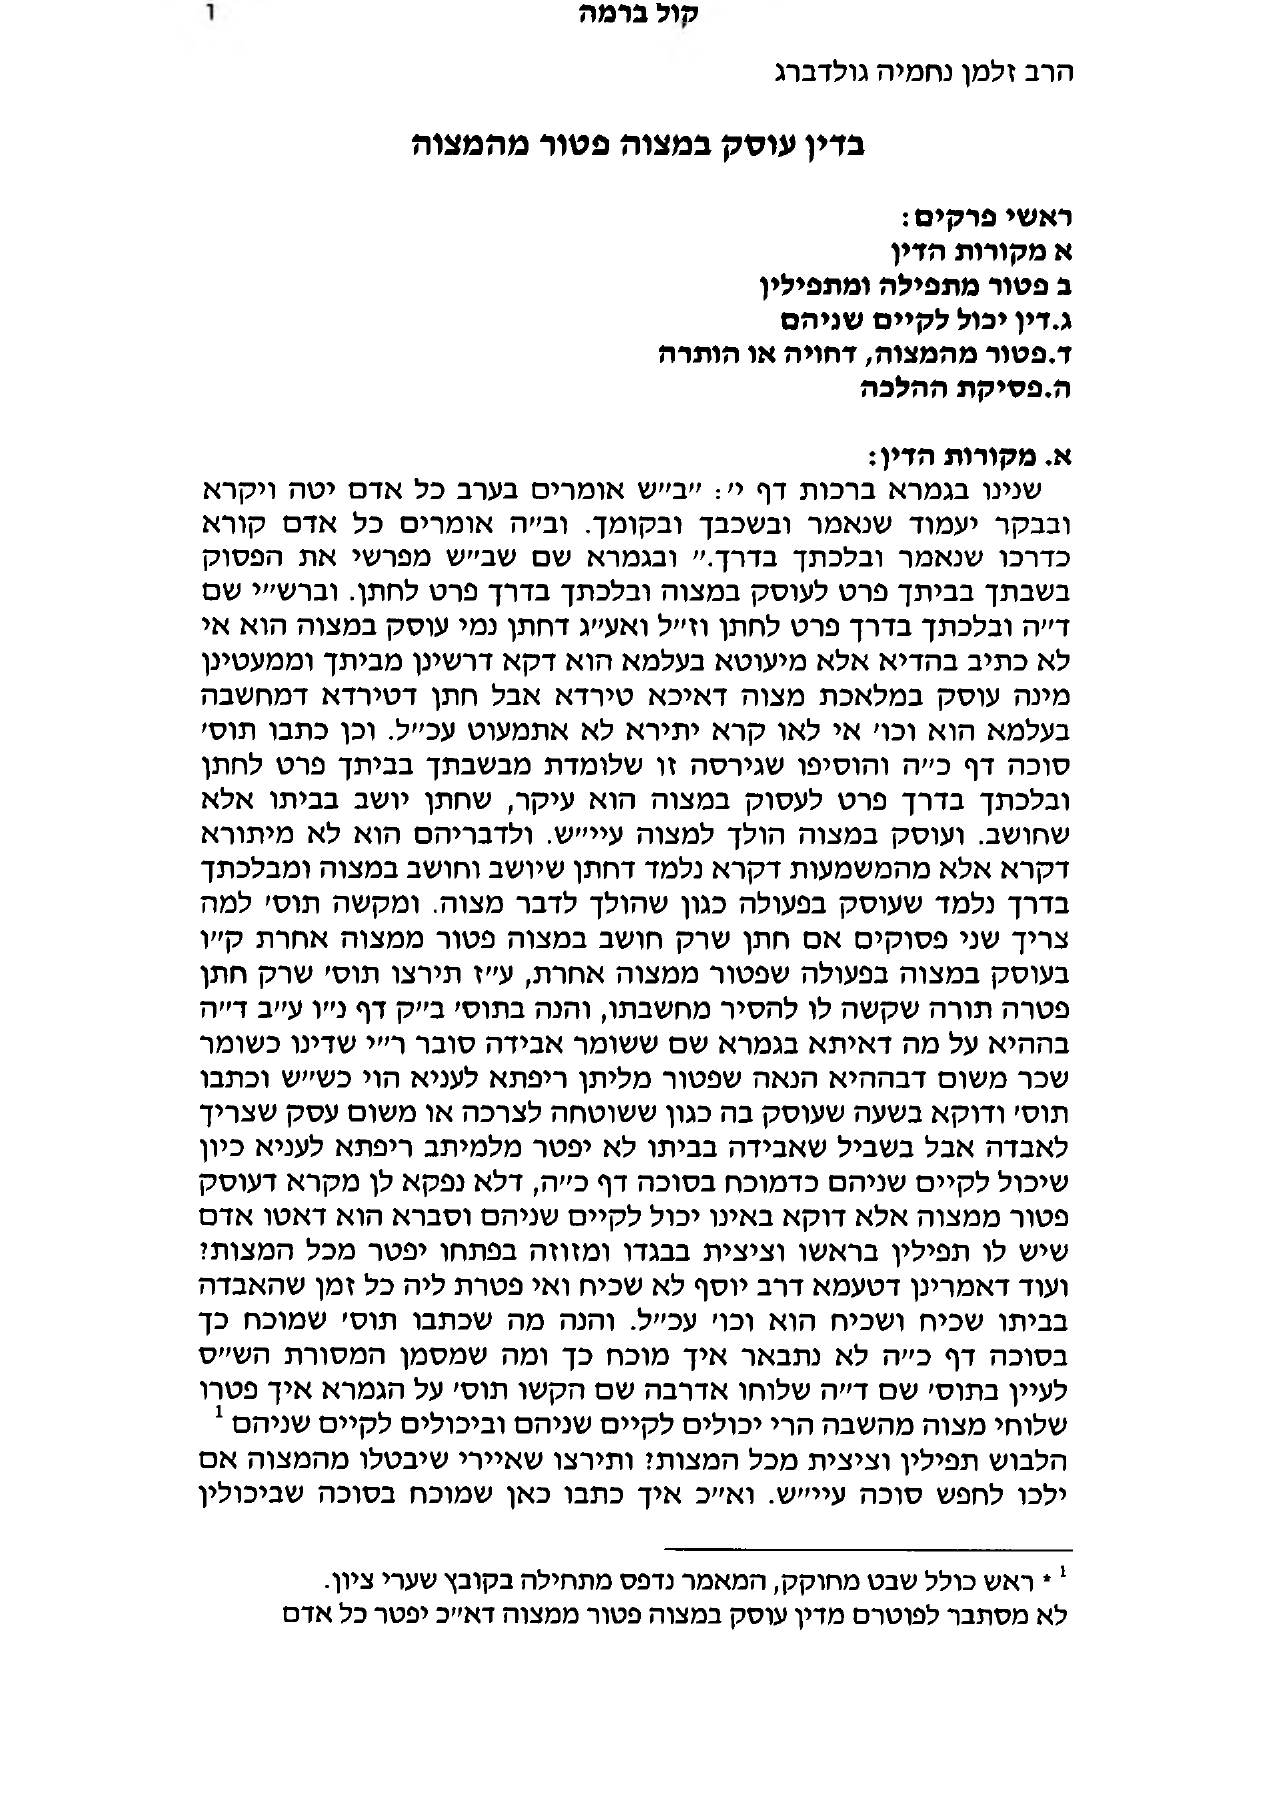 קול ברמה
ו
הרב זלמן נחמיה גולדברג
בדין עוסק במצוה פטור מהמצוה
ראשי פרקים:
א מקורות הדין
ב פטור מתפילה ומתפילין
ג.דין יכול לקיים שניהם
ד.פטור מהמצוה, דחויה או הותרה
ה.פסיקת ההלכה
א. מקורות הדין:
שנינו בגמרא ברכות דף י׳: ״ב״ש אומרים בערב כל אדם יטה ויקרא
ובבקר יעמוד שנאמר ובשכבך ובקומך. וב״ה אומרים כל אדם קורא
כדרכו שנאמר ובלכתך בדרך.״ ובגמרא שם שב״ש מפרשי את הפסוק
בשבתך בביתך פרט לעוסק במצוה ובלכתך בדרך פרט לחתן. וברש״י שם
ד״ה ובלכתך בדרך פרט לחתן וז״ל ואע״ג דחתן נמי עוסק במצוה הוא אי
לא כתיב בהדיא אלא מיעוטא בעלמא הוא דקא דרשינן מביתך וממעטינן
מינה עוסק במלאכת מצוה דאיכא טירדא אבל חתן דטירדא דמחשבה
בעלמא הוא וכו׳ אי לאו קרא יתירא לא אתמעוט עכ״ל. וכן כתבו תוס׳
סוכה דף כ״ה והוסיפו שגירסה זו שלומדת מבשבתך בביתך פרט לחתן
ובלכתך בדרך פרט לעסוק במצוה הוא עיקר, שחתן יושב בביתו אלא
שחושב. ועוסק במצוה הולך למצוה עיי״ש. ולדבריהם הוא לא מיתורא
דקרא אלא מהמשמעות דקרא נלמד דחתן שיושב וחושב במצוה ומבלכתך
בדרך נלמד שעוסק בפעולה כגון שהולך לדבר מצוה. ומקשה תוס׳ למה
צריך שני פסוקים אם חתן שרק חושב במצוה פטור ממצוה אחרת ק״ו
בעוסק במצוה בפעולה שפטור ממצוה אחרת, ע״ז תירצו תוס׳ שרק חתן
פטרה תורה שקשה לו להסיר מחשבתו, והנה בתוס׳ ב״ק דף נ״ו ע״ב ד״ה
בההיא על מה דאיתא בגמרא שם ששומר אבידה סובר ר״י שדינו כשומר
שכר משום דבההיא הנאה שפטור מליתן ריפתא לעניא הוי כש״ש וכתבו
תוס׳ ודוקא בשעה שעוסק בה כגון ששוטחה לצרכה או משום עסק שצריך
לאבדה אבל בשביל שאבידה בביתו לא יפטר מלמיתב ריפתא לעניא כיון
שיכול לקיים שניהם כדמוכח בסוכה דף כ״ה, דלא נפקא לן מקרא דעוסק
פטור ממצוה אלא דוקא באינו יכול לקיים שניהם וסברא הוא דאטו אדם
שיש לו תפילין בראשו וציצית בבגדו ומזוזה בפתחו יפטר מכל המצות?
ועוד דאמרינן דטעמא דרב יוסף לא שכיח ואי פטרת ליה כל זמן שהאבדה
בביתו שכיח ושכיח הוא וכו׳ עכ״ל. והנה מה שכתבו תוס׳ שמוכח כך
בסוכה דף כ״ה לא נתבאר איך מוכח כך ומה שמסמן המסורת הש״ס
לעיין בתוס׳ שם ד״ה שלוחו אדרבה שם הקשו תוס׳ על הגמרא איך פטרו
שלוחי מצוה מהשבה הרי יכולים לקיים שניהם וביכולים לקיים שניהם ¹
הלבוש תפילין וציצית מכל המצות? ותירצו שאיירי שיבטלו מהמצוה אם
ילכו לחפש סוכה עיי״ש. וא״כ איך כתבו כאן שמוכח בסוכה שביכולין
¹ * ראש כולל שבט מחוקק, המאמר נדפס מתחילה בקובץ שערי ציון.
לא מסתבר לפוטרם מדין עוסק במצוה פטור ממצוה דא״כ יפטר כל אדם